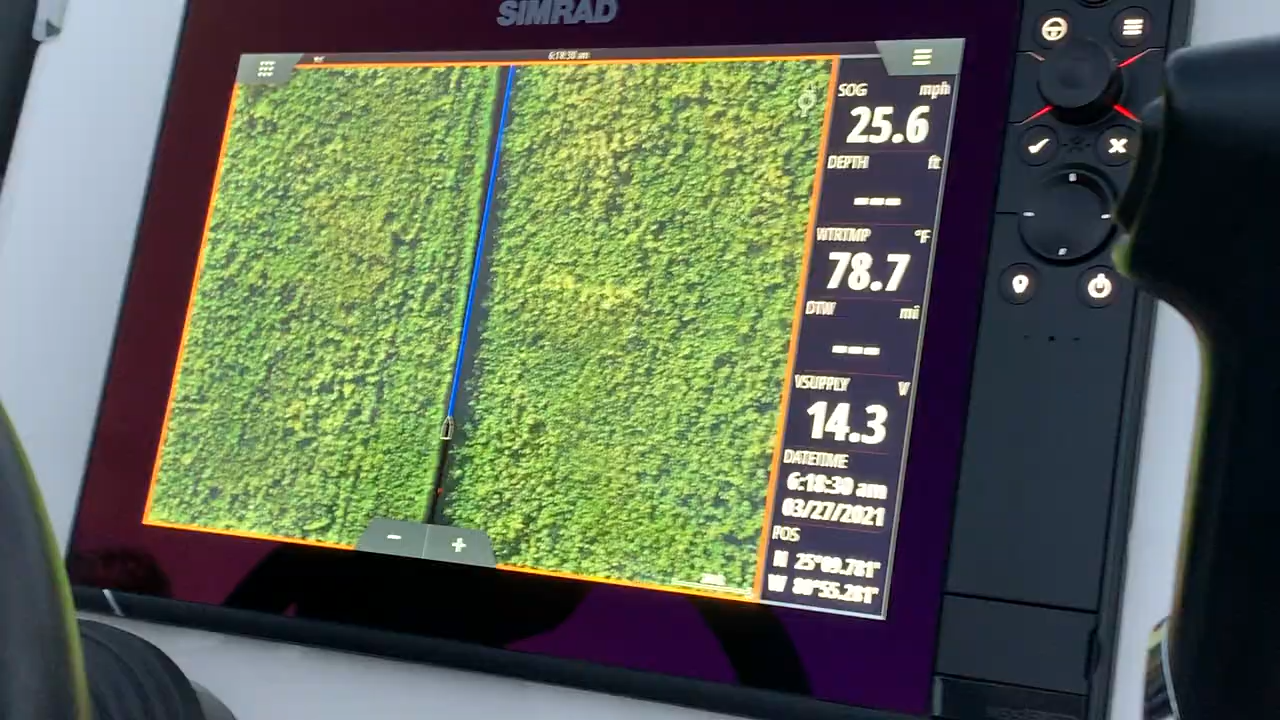 SIMRAD
6:18:30 am
SOG mph
25.6
DEPTH ft
---
WTRTMP °F
78.7
DTW mi
---
VSUPPLY V
14.3
DATETIME
6:18:30 am
03/27/2021
POS
N 25°09.781"
W 80°55.281"
- +